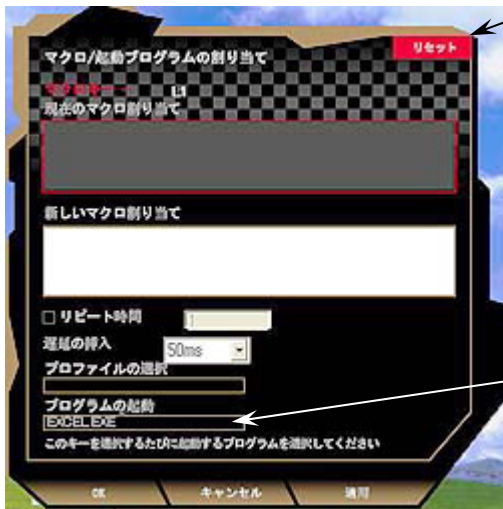 リセット
マクロ/起動プログラムの割り当て
マクロキー - L1
現在のマクロ割り当て
新しいマクロ割り当て
リピート時間 1
遅延の挿入 50ms
プロファイルの選択
プログラムの起動
EXCEL.EXE
このキーを選択するたびに起動するプログラムを選択してください
OK キャンセル 適用